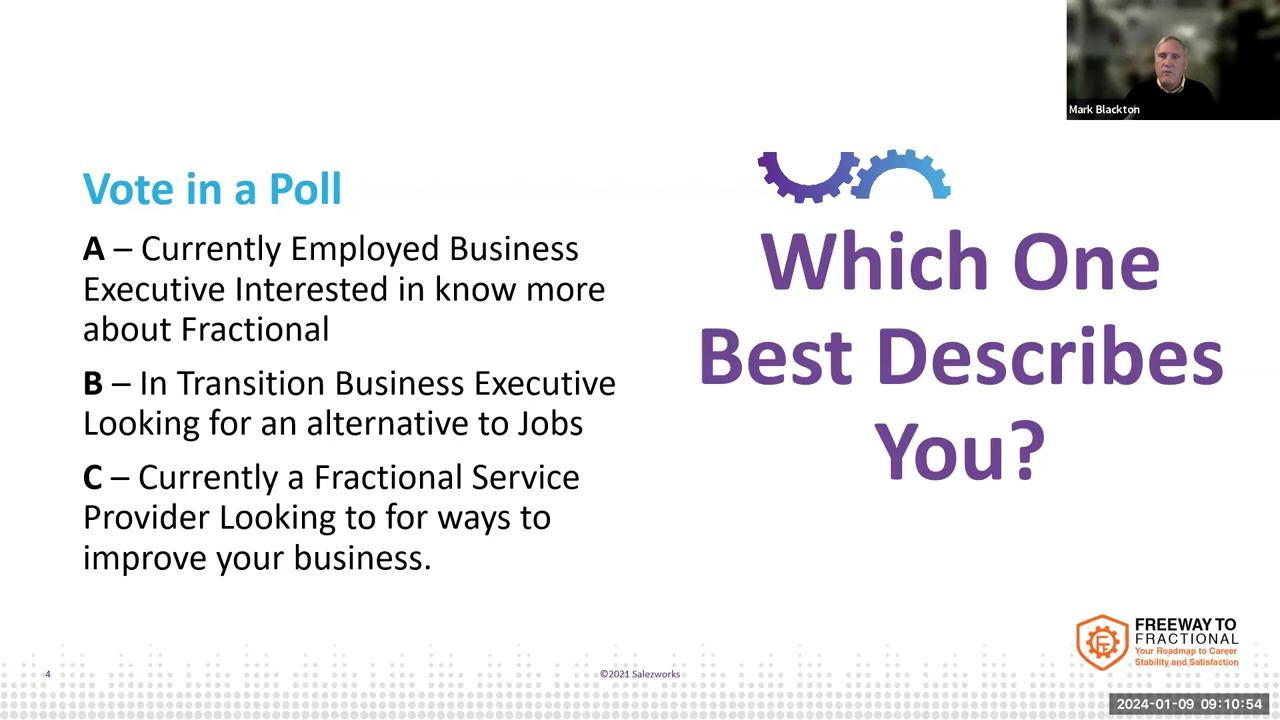 Mark Blackton
Vote in a Poll
A – Currently Employed Business
Executive Interested in know more
about Fractional
B – In Transition Business Executive
Looking for an alternative to Jobs
C – Currently a Fractional Service
Provider Looking to for ways to
improve your business.
Which One
Best Describes
You?
FREEWAY TO
FRACTIONAL
Your Roadmap to Career
Stability and Satisfaction
4
©2021 Salezworks
2024-01-09 09:10:54